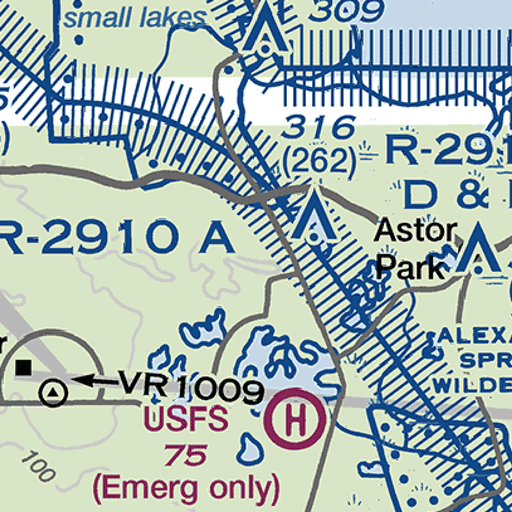 small lakes
309
316
(262)
R-291
D &
R-2910 A
Astor
Park
ALEXA
SPR
WILDE
VR1009
H
USFS
75
(Emerg only)
100